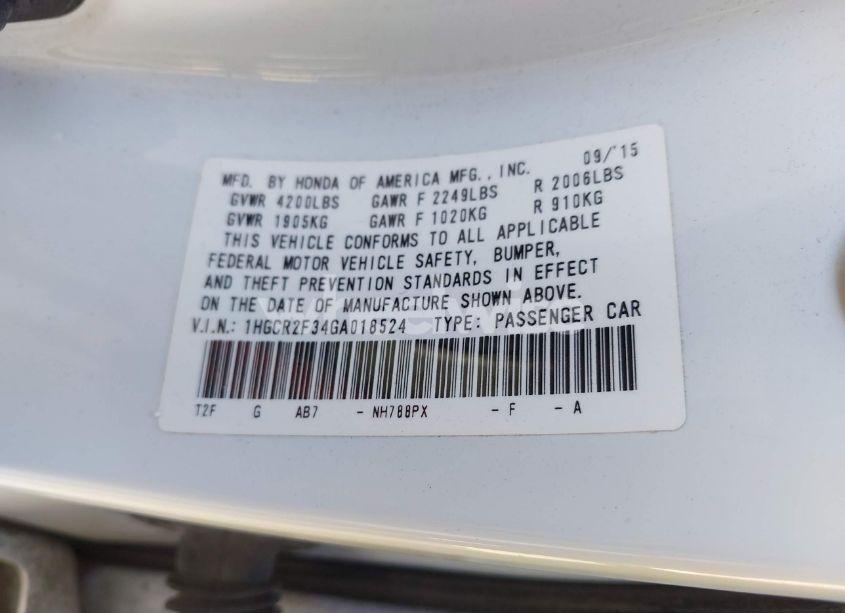 MFD. BY HONDA OF AMERICA MFG., INC. 09/'15
GVWR 4200LBS GAWR F 2249LBS R 2006LBS
GVWR 1905KG GAWR F 1020KG R 910KG
THIS VEHICLE CONFORMS TO ALL APPLICABLE
FEDERAL MOTOR VEHICLE SAFETY, BUMPER,
AND THEFT PREVENTION STANDARDS IN EFFECT
ON THE DATE OF MANUFACTURE SHOWN ABOVE.
V.I.N.: 1HGCR2F34GA018524 TYPE: PASSENGER CAR
T2F G AB7 - NH788PX - F - A